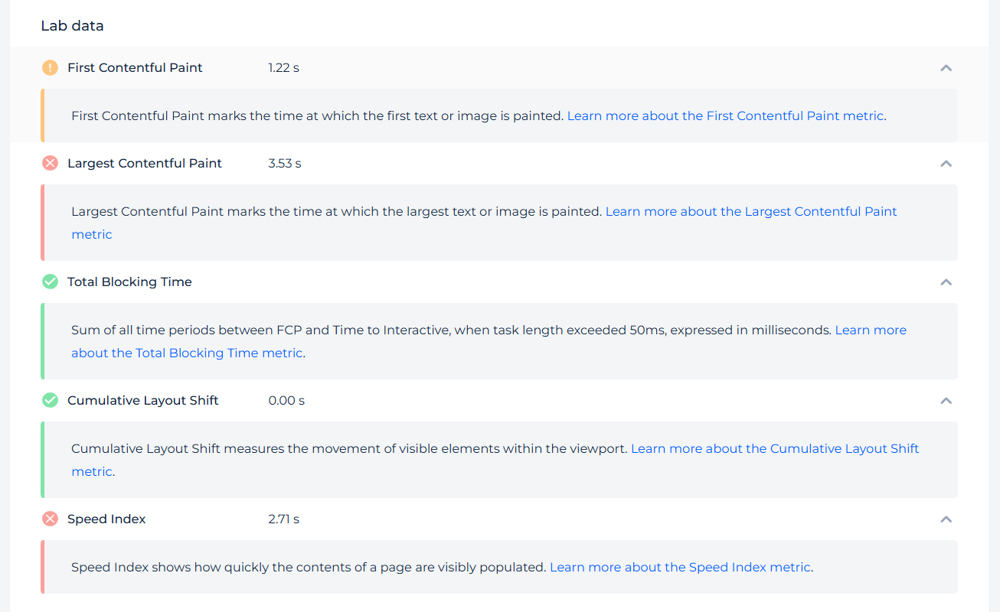 Lab data
First Contentful Paint 1.22 s
First Contentful Paint marks the time at which the first text or image is painted. Learn more about the First Contentful Paint metric.
Largest Contentful Paint 3.53 s
Largest Contentful Paint marks the time at which the largest text or image is painted. Learn more about the Largest Contentful Paint
metric
Total Blocking Time
Sum of all time periods between FCP and Time to Interactive, when task length exceeded 50ms, expressed in milliseconds. Learn more
about the Total Blocking Time metric.
Cumulative Layout Shift 0.00 s
Cumulative Layout Shift measures the movement of visible elements within the viewport. Learn more about the Cumulative Layout Shift
metric.
Speed Index 2.71 s
Speed Index shows how quickly the contents of a page are visibly populated. Learn more about the Speed Index metric.